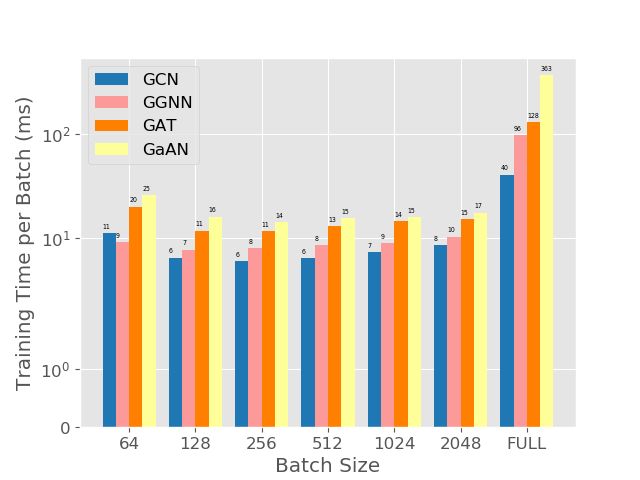 GCN
GGNN
GAT
GaAN
Training Time per Batch (ms)
10²
10¹
10⁰
0
11 9 20 25
6 7 11 16
6 8 11 14
6 8 13 15
7 9 14 15
8 10 15 17
40 96 128 363
64 128 256 512 1024 2048 FULL
Batch Size